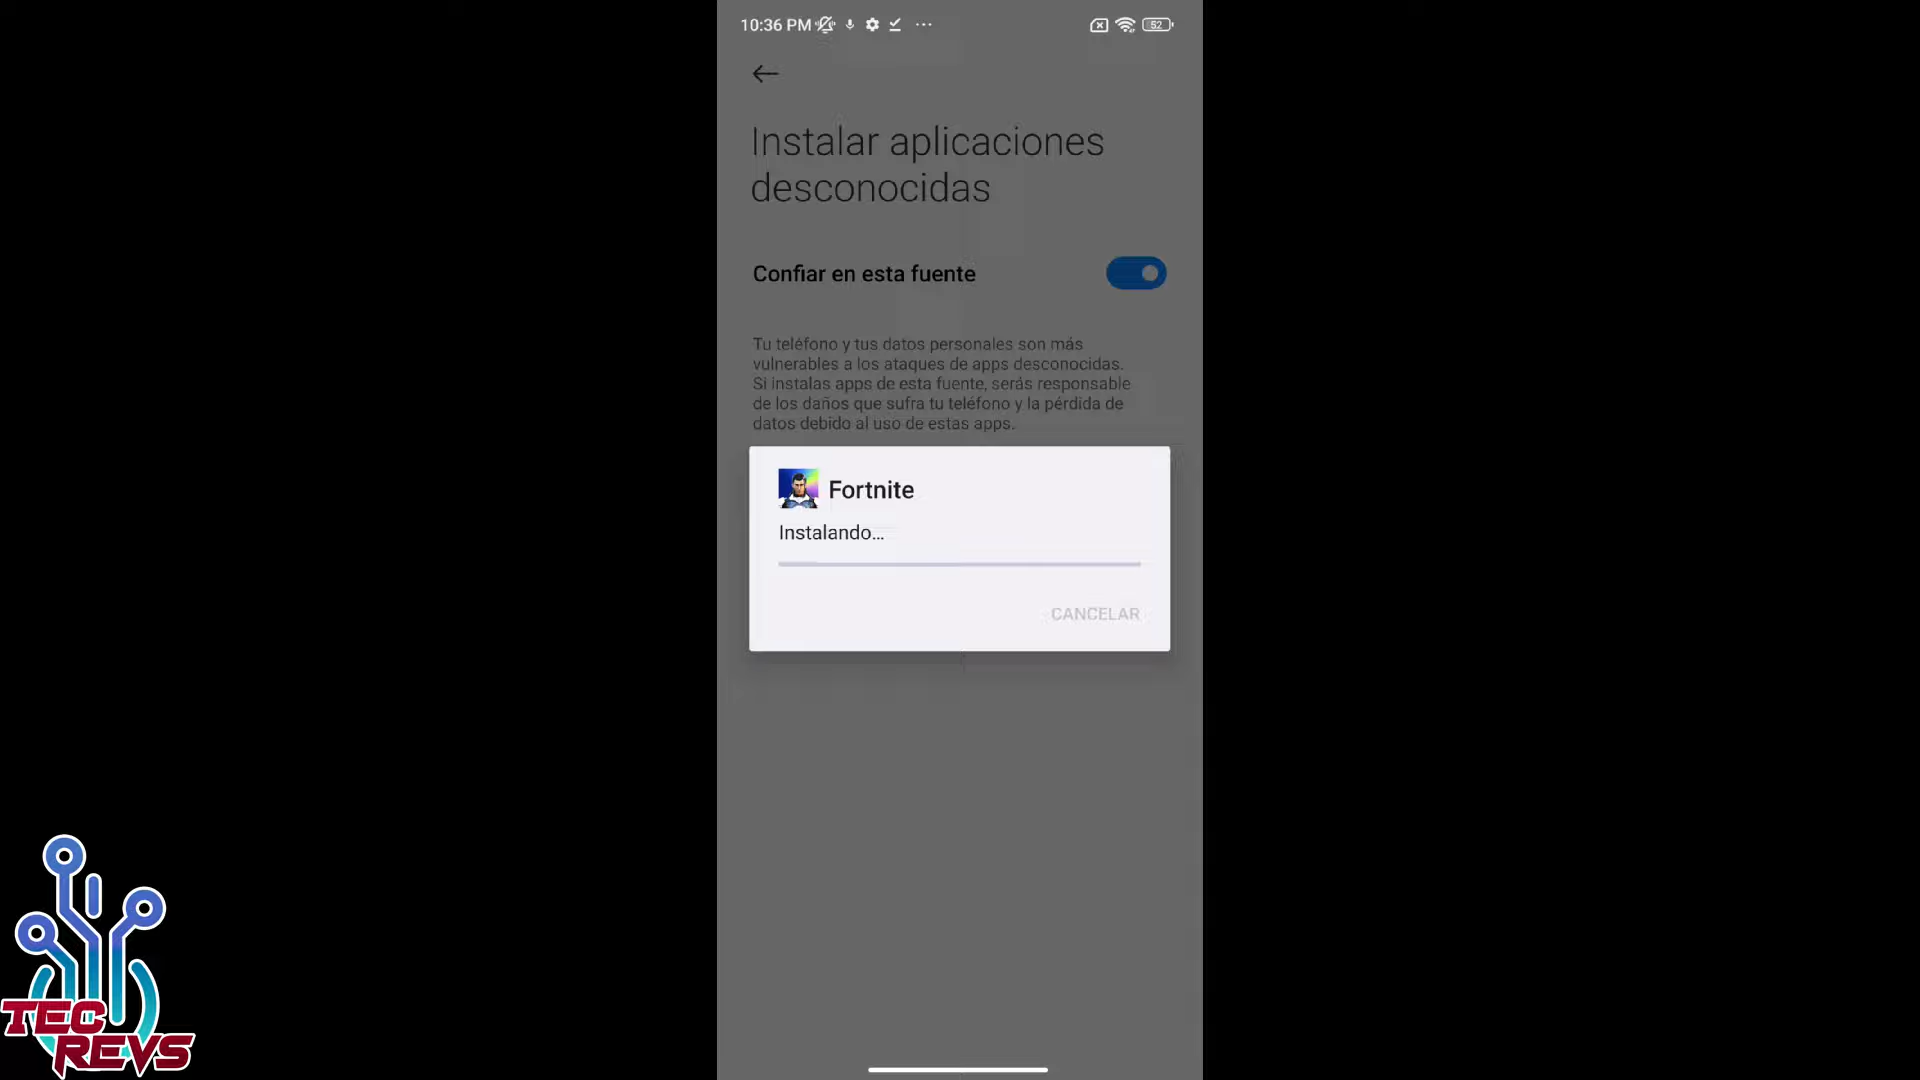 10:36 PM
52
Instalar aplicaciones
desconocidas
Confiar en esta fuente
Tu teléfono y tus datos personales son más
vulnerables a los ataques de apps desconocidas.
Si instalas apps de esta fuente, serás responsable
de los daños que sufra tu teléfono y la pérdida de
datos debido al uso de estas apps.
Fortnite
Instalando...
CANCELAR
TEC
REVS